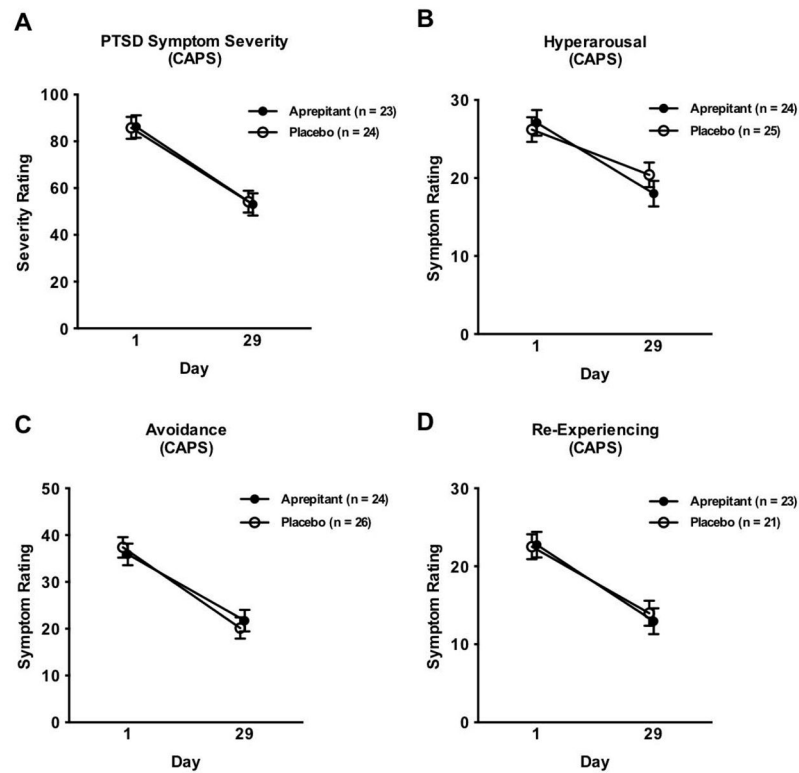 A
PTSD Symptom Severity
(CAPS)
100
80
60
40
20
0
Severity Rating
Aprepitant (n = 23)
Placebo (n = 24)
1
29
Day
B
Hyperarousal
(CAPS)
30
20
10
0
Symptom Rating
Aprepitant (n = 24)
Placebo (n = 25)
1
29
Day
C
Avoidance
(CAPS)
50
40
30
20
10
0
Symptom Rating
Aprepitant (n = 24)
Placebo (n = 26)
1
29
Day
D
Re-Experiencing
(CAPS)
30
20
10
0
Symptom Rating
Aprepitant (n = 23)
Placebo (n = 21)
1
29
Day